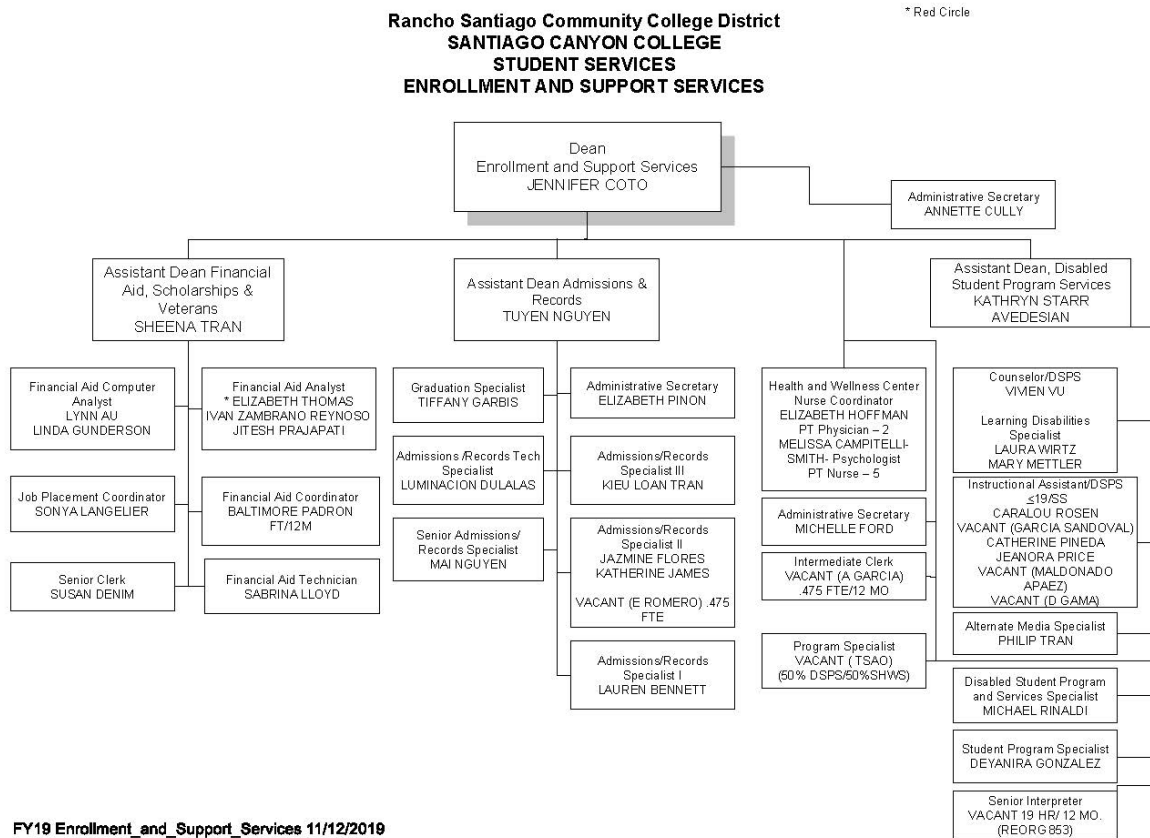 * Red Circle
Rancho Santiago Community College District
SANTIAGO CANYON COLLEGE
STUDENT SERVICES
ENROLLMENT AND SUPPORT SERVICES
Dean
Enrollment and Support Services
JENNIFER COTO
Administrative Secretary
ANNETTE CULLY
Assistant Dean Financial
Aid, Scholarships &
Veterans
SHEENA TRAN
Assistant Dean Admissions &
Records
TUYEN NGUYEN
Assistant Dean, Disabled
Student Program Services
KATHRYN STARR
AVEDESIAN
Financial Aid Computer
Analyst
LYNN AU
LINDA GUNDERSON
Financial Aid Analyst
* ELIZABETH THOMAS
IVAN ZAMBRANO REYNOSO
JITESH PRAJAPATI
Job Placement Coordinator
SONYA LANGELIER
Financial Aid Coordinator
BALTIMORE PADRON
FT/12M
Senior Clerk
SUSAN DENIM
Financial Aid Technician
SABRINA LLOYD
Graduation Specialist
TIFFANY GARBIS
Administrative Secretary
ELIZABETH PINON
Admissions /Records Tech
Specialist
LUMINACION DULALAS
Admissions/Records
Specialist III
KIEU LOAN TRAN
Senior Admissions/
Records Specialist
MAI NGUYEN
Admissions/Records
Specialist II
JAZMINE FLORES
KATHERINE JAMES
VACANT (E ROMERO) .475
FTE
Admissions/Records
Specialist I
LAUREN BENNETT
Health and Wellness Center
Nurse Coordinator
ELIZABETH HOFFMAN
PT Physician – 2
MELISSA CAMPITELLI-
SMITH- Psychologist
PT Nurse – 5
Administrative Secretary
MICHELLE FORD
Intermediate Clerk
VACANT (A GARCIA)
.475 FTE/12 MO
Program Specialist
VACANT ( TSAO)
(50% DSPS/50%SHWS)
Counselor/DSPS
VIVIEN VU
Learning Disabilities
Specialist
LAURA WIRTZ
MARY METTLER
Instructional Assistant/DSPS
≤19/SS
CARALOU ROSEN
VACANT (GARCIA SANDOVAL)
CATHERINE PINEDA
JEANORA PRICE
VACANT (MALDONADO
APAEZ)
VACANT (D GAMA)
Alternate Media Specialist
PHILIP TRAN
Disabled Student Program
and Services Specialist
MICHAEL RINALDI
Student Program Specialist
DEYANIRA GONZALEZ
Senior Interpreter
VACANT 19 HR/ 12 MO.
(REORG 853)
FY19 Enrollment_and_Support_Services 11/12/2019